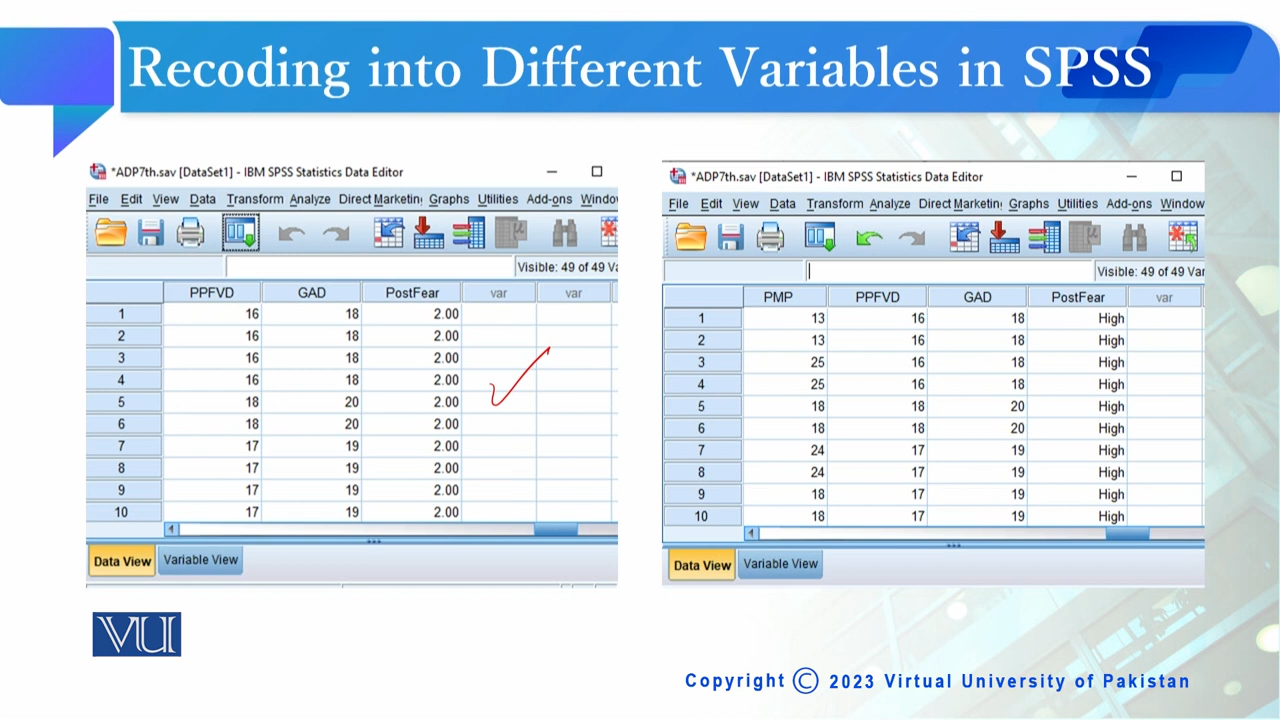 Recoding into Different Variables in SPSS
*ADP7th.sav [DataSet1] - IBM SPSS Statistics Data Editor
File Edit View Data Transform Analyze Direct Marketing Graphs Utilities Add-ons Windo
Visible: 49 of 49 Va
PPFVD GAD PostFear var var
1 16 18 2.00
2 16 18 2.00
3 16 18 2.00
4 16 18 2.00
5 18 20 2.00
6 18 20 2.00
7 17 19 2.00
8 17 19 2.00
9 17 19 2.00
10 17 19 2.00
Data View Variable View
*ADP7th.sav [DataSet1] - IBM SPSS Statistics Data Editor
File Edit View Data Transform Analyze Direct Marketing Graphs Utilities Add-ons Window
Visible: 49 of 49 Var
PMP PPFVD GAD PostFear var
1 13 16 18 High
2 13 16 18 High
3 25 16 18 High
4 25 16 18 High
5 18 18 20 High
6 18 18 20 High
7 24 17 19 High
8 24 17 19 High
9 18 17 19 High
10 18 17 19 High
Data View Variable View
VU
Copyright © 2023 Virtual University of Pakistan